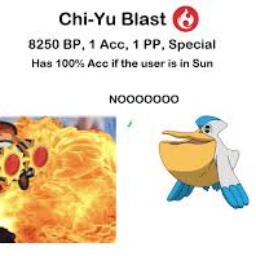 Chi-Yu Blast
8250 BP, 1 Acc, 1 PP, Special
Has 100% Acc if the user is in Sun
NOOOOOOO